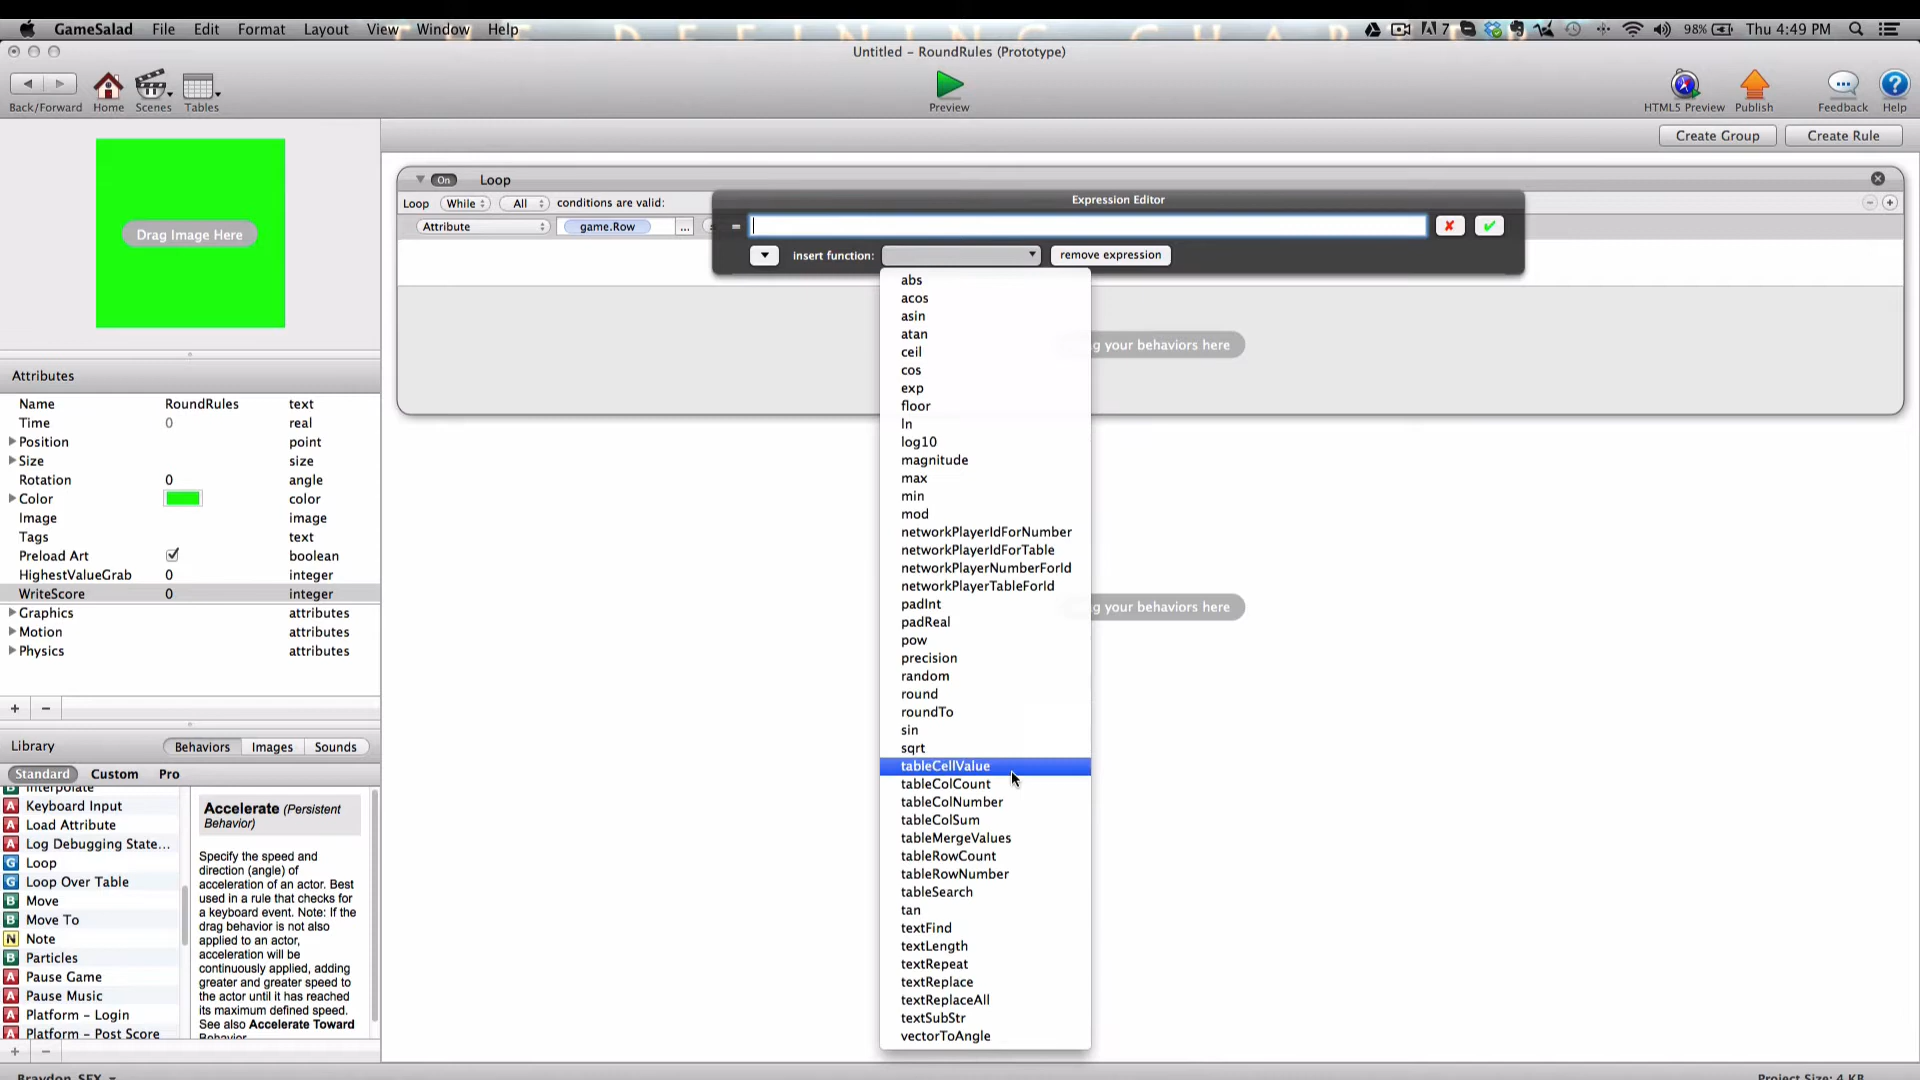 GameSalad File Edit Format Layout View Window Help
7 98% Thu 4:49 PM
Untitled – RoundRules (Prototype)
Back/Forward Home Scenes Tables Preview HTML5 Preview Publish Feedback Help
Create Group Create Rule
Drag Image Here
On Loop
Loop While All conditions are valid:
Attribute game.Row ...
Expression Editor
=
Insert function: remove expression
abs
acos
asin
atan
ceil
cos
exp
floor
ln
log10
magnitude
max
min
mod
networkPlayerIdForNumber
networkPlayerIdForTable
networkPlayerNumberForId
networkPlayerTableForId
padInt
padReal
pow
precision
random
round
roundTo
sin
sqrt
tableCellValue
tableColCount
tableColNumber
tableColSum
tableMergeValues
tableRowCount
tableRowNumber
tableSearch
tan
textFind
textLength
textRepeat
textReplace
textReplaceAll
textSubStr
vectorToAngle
your behaviors here
your behaviors here
Attributes
Name RoundRules text
Time 0 real
Position point
Size size
Rotation 0 angle
Color color
Image image
Tags text
Preload Art boolean
HighestValueGrab 0 integer
WriteScore 0 integer
Graphics attributes
Motion attributes
Physics attributes
+ −
Library Behaviors Images Sounds
Standard Custom Pro
Interpolate
Keyboard Input
Load Attribute
Log Debugging State...
Loop
Loop Over Table
Move
Move To
Note
Particles
Pause Game
Pause Music
Platform – Login
Platform – Post Score
Accelerate (Persistent
Behavior)
Specify the speed and
direction (angle) of
acceleration of an actor. Best
used in a rule that checks for
a keyboard event. Note: If the
drag behavior is not also
applied to an actor,
acceleration will be
continuously applied, adding
greater and greater speed to
the actor until it has reached
its maximum defined speed.
See also Accelerate Toward
Behavior.
+ −
Braydon_SFX
Project Size: 4 KB